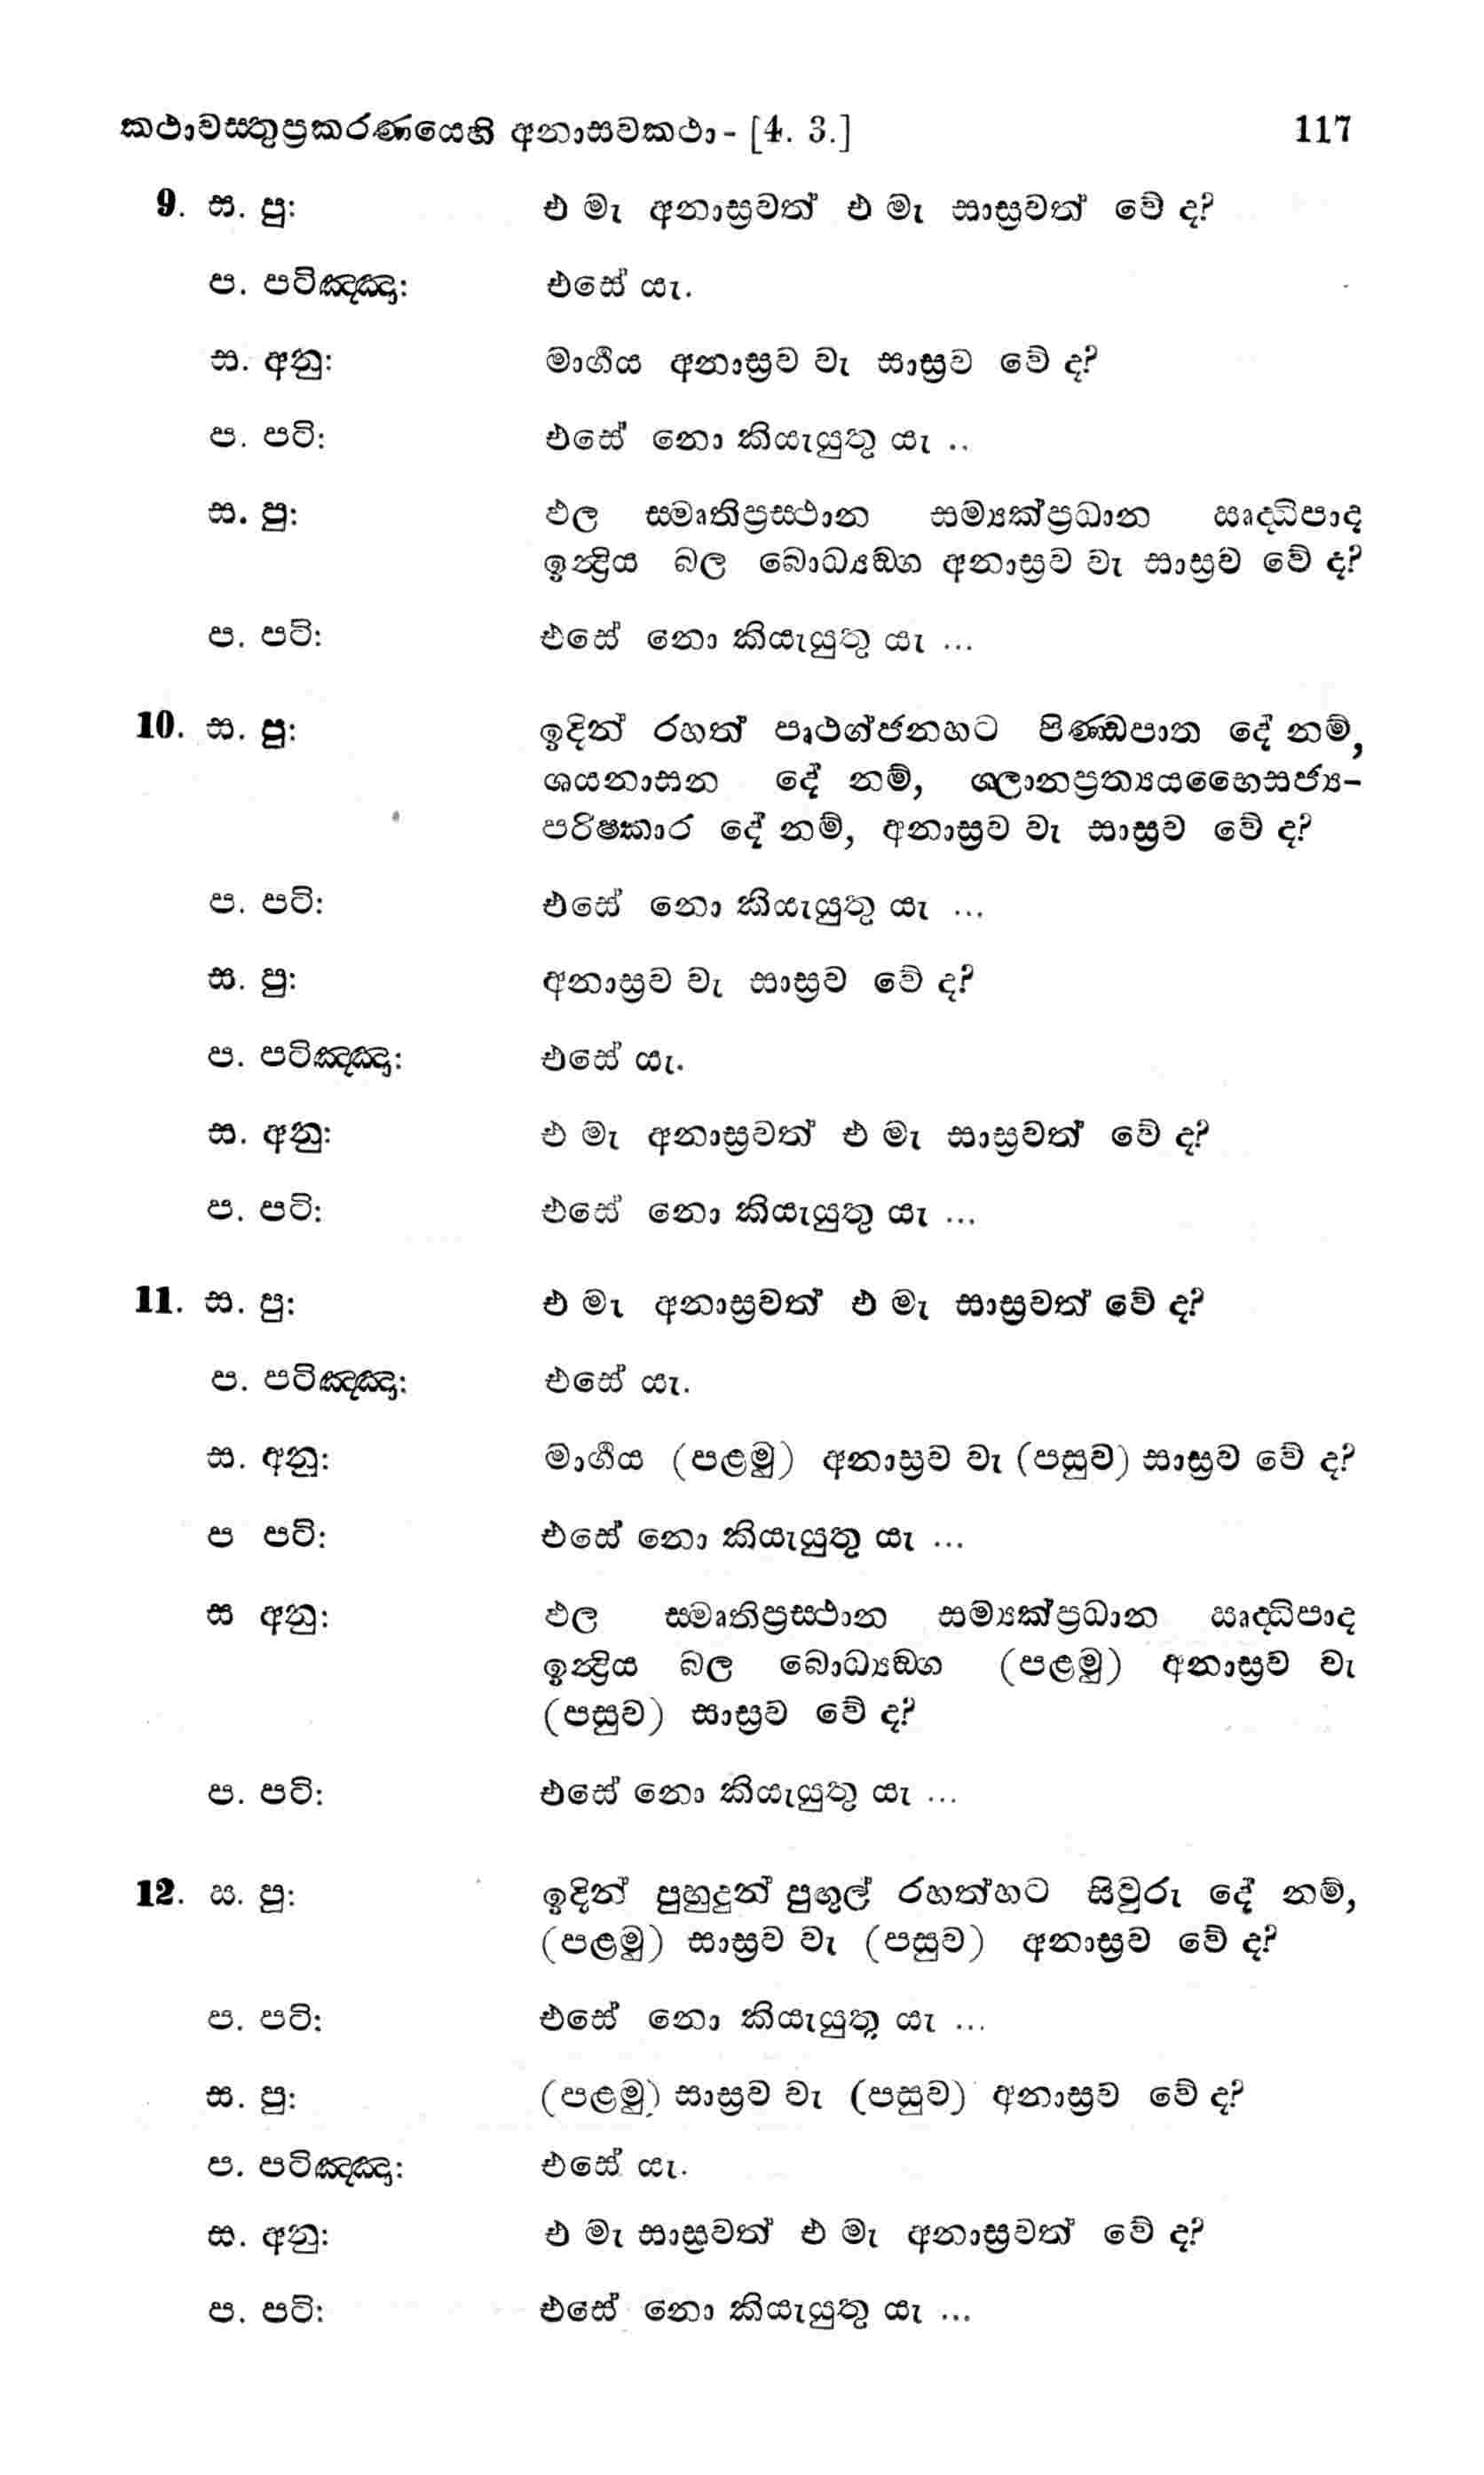 කථාවස්තුප්‍රකරණයෙහි අනාසවකථා - [4. 3.] 117
9. ස. පු: එ මැ අනාස්‍රවත් එ මැ සාස්‍රවත් වේ ද?
ප. පටිඤ්ඤා: එසේ යැ.
ස. අනු: මාර්‍ගය අනාස්‍රව වැ සාස්‍රව වේ ද?
ප. පටි: එසේ නො කියැයුතු යැ ..
ස. පු: ඵල ස්මෘතිප්‍රස්ථාන සම්‍යක්ප්‍රධාන ඍද්ධිපාද
ඉන්‍ද්‍රිය බල බොධ්‍යඞ්ග අනාස්‍රව වැ සාස්‍රව වේ ද?
ප. පටි: එසේ නො කියැයුතු යැ ...
10. ස. පු: ඉදින් රහත් පෘථග්ජනහට පිණ්ඩපාත දේ නම්,
ශයනාසන දේ නම්, ග්ලානප්‍රත්‍යයභෛසජ්‍ය-
පරිෂ්කාර දේ නම්, අනාස්‍රව වැ සාස්‍රව වේ ද?
ප. පටි: එසේ නො කියැයුතු යැ ...
ස. පු: අනාස්‍රව වැ සාස්‍රව වේ ද?
ප. පටිඤ්ඤා: එසේ යැ.
ස. අනු: එ මැ අනාස්‍රවත් එ මැ සාස්‍රවත් වේ ද?
ප. පටි: එසේ නො කියැයුතු යැ ...
11. ස. පු: එ මැ අනාස්‍රවත් එ මැ සාස්‍රවත් වේ ද?
ප. පටිඤ්ඤා: එසේ යැ.
ස. අනු: මාර්‍ගය (පළමු) අනාස්‍රව වැ (පසුව) සාස්‍රව වේ ද?
ප පටි: එසේ නො කියැයුතු යැ ...
ස අනු: ඵල ස්මෘතිප්‍රස්ථාන සම්‍යක්ප්‍රධාන ඍද්ධිපාද
ඉන්‍ද්‍රිය බල බොධ්‍යඞ්ග (පළමු) අනාස්‍රව වැ
(පසුව) සාස්‍රව වේ ද?
ප. පටි: එසේ නො කියැයුතු යැ ...
12. ස. පු: ඉදින් පුහුදුන් පුඟුල් රහත්හට සිවුරු දේ නම්,
(පළමු) සාස්‍රව වැ (පසුව) අනාස්‍රව වේ ද?
ප. පටි: එසේ නො කියැයුතු යැ ...
ස. පු: (පළමු) සාස්‍රව වැ (පසුව) අනාස්‍රව වේ ද?
ප. පටිඤ්ඤා: එසේ යැ.
ස. අනු: එ මැ සාස්‍රවත් එ මැ අනාස්‍රවත් වේ ද?
ප. පටි: එසේ නො කියැයුතු යැ ...